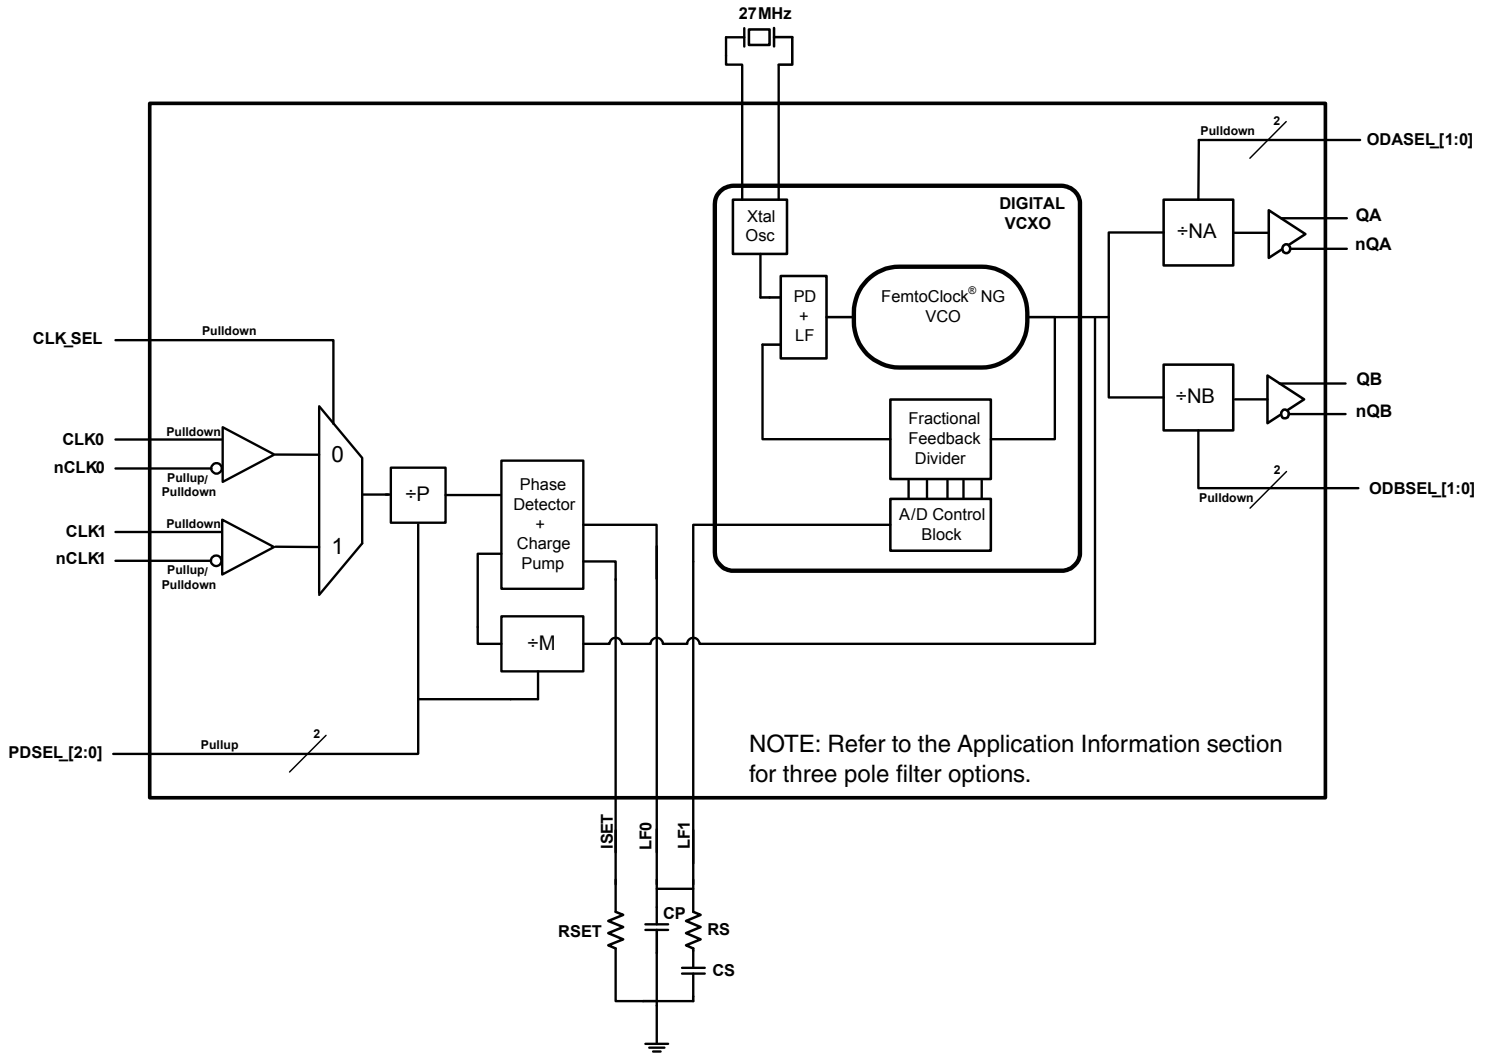 27MHz
Pulldown
2
ODASEL_[1:0]
DIGITAL
VCXO
Xtal
Osc
÷NA
QA
nQA
PD
+
LF
FemtoClock® NG
VCO
CLK_SEL
Pulldown
÷NB
QB
nQB
Fractional
Feedback
Divider
CLK0
Pulldown
nCLK0
Pullup/
Pulldown
0
÷P
Phase
Detector
+
Charge
Pump
A/D Control
Block
2
Pulldown
ODBSEL_[1:0]
CLK1
Pulldown
nCLK1
Pullup/
Pulldown
1
÷M
PDSEL_[2:0]
Pullup
2
NOTE: Refer to the Application Information section
for three pole filter options.
ISET
LF0
LF1
RSET
CP
RS
CS